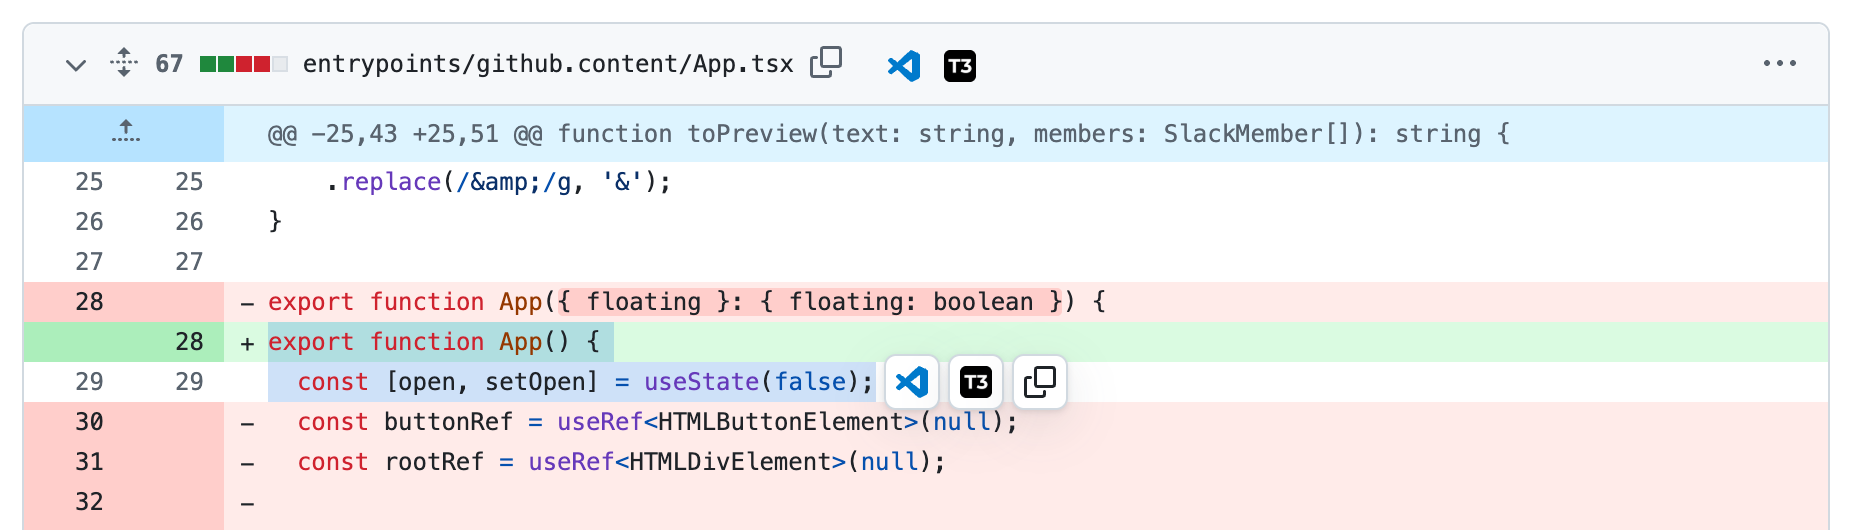 67 entrypoints/github.content/App.tsx T3
@@ -25,43 +25,51 @@ function toPreview(text: string, members: SlackMember[]): string {
25 25 .replace(/&amp;/g, '&');
26 26 }
27 27
28 - export function App({ floating }: { floating: boolean }) {
28 + export function App() {
29 29 const [open, setOpen] = useState(false); T3
30 - const buttonRef = useRef<HTMLButtonElement>(null);
31 - const rootRef = useRef<HTMLDivElement>(null);
32 -